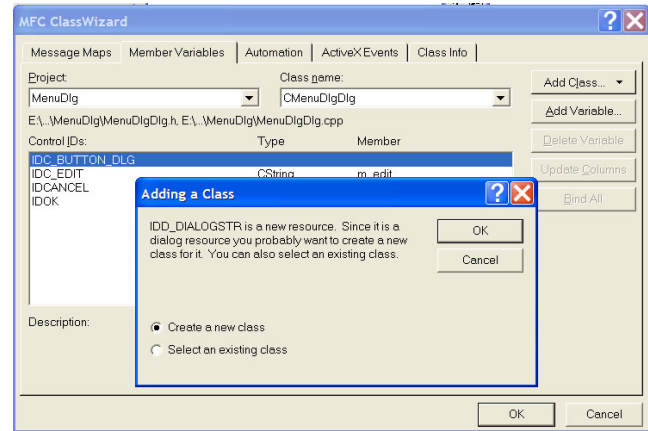 MFC ClassWizard
Message Maps Member Variables Automation ActiveX Events Class Info
Project: Class name: Add Class...
MenuDlg CMenuDlgDlg
Add Variable...
E:\...\MenuDlg\MenuDlgDlg.h, E:\...\MenuDlg\MenuDlgDlg.cpp
Control IDs: Type Member Delete Variable
IDC_BUTTON_DLG
IDC_EDIT CString m_edit Update Columns
IDCANCEL
IDOK Bind All
Adding a Class
IDD_DIALOGSTR is a new resource. Since it is a
dialog resource you probably want to create a new
class for it. You can also select an existing class.
OK
Cancel
Description:
Create a new class
Select an existing class
OK Cancel